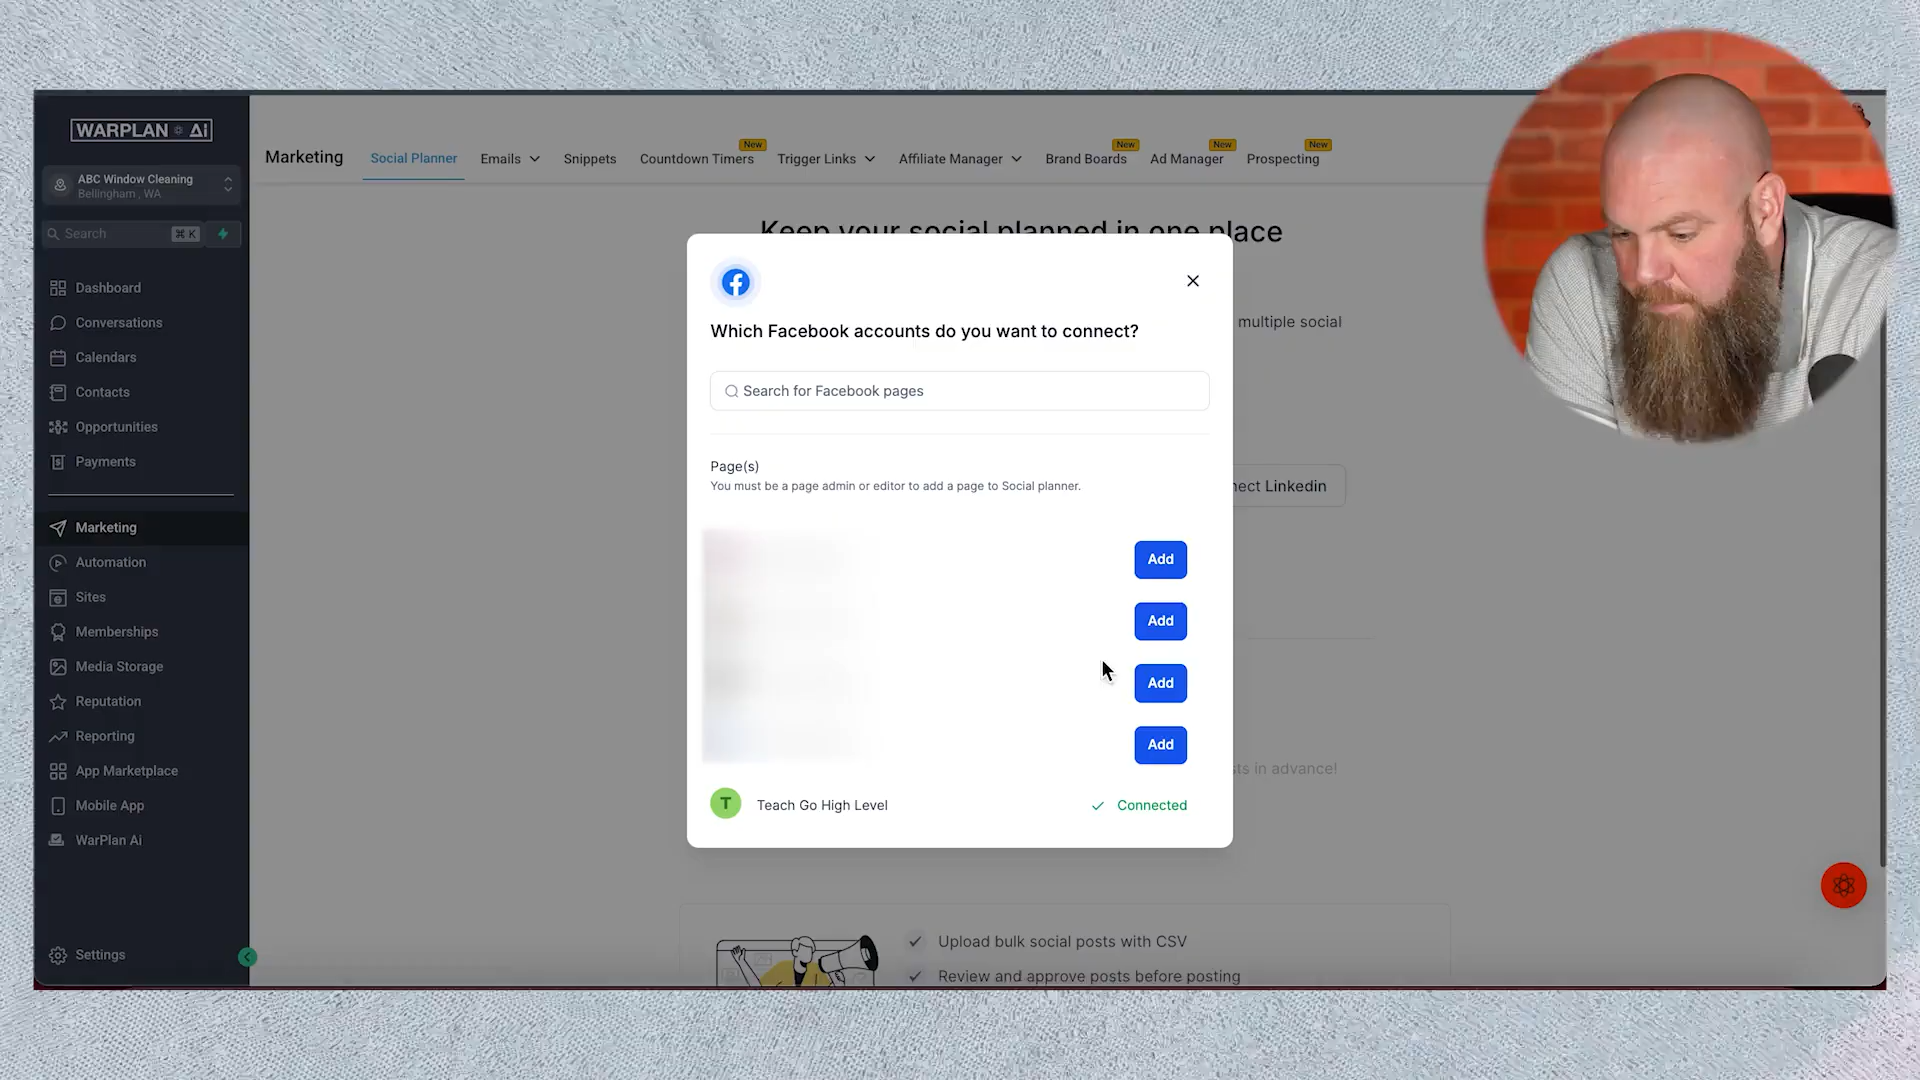 WARPLAN Ai
ABC Window Cleaning
Bellingham , WA
Search
⌘ K
Dashboard
Conversations
Calendars
Contacts
Opportunities
Payments
Marketing
Automation
Sites
Memberships
Media Storage
Reputation
Reporting
App Marketplace
Mobile App
WarPlan Ai
Settings
Marketing
Social Planner
Emails
Snippets
Countdown Timers
New
Trigger Links
Affiliate Manager
Brand Boards
New
Ad Manager
New
Prospecting
New
Keep your social planned in one place
multiple social
Linkedin
in advance!
Which Facebook accounts do you want to connect?
Search for Facebook pages
Page(s)
You must be a page admin or editor to add a page to Social planner.
Add
Add
Add
Add
T
Teach Go High Level
Connected
Upload bulk social posts with CSV
Review and approve posts before posting